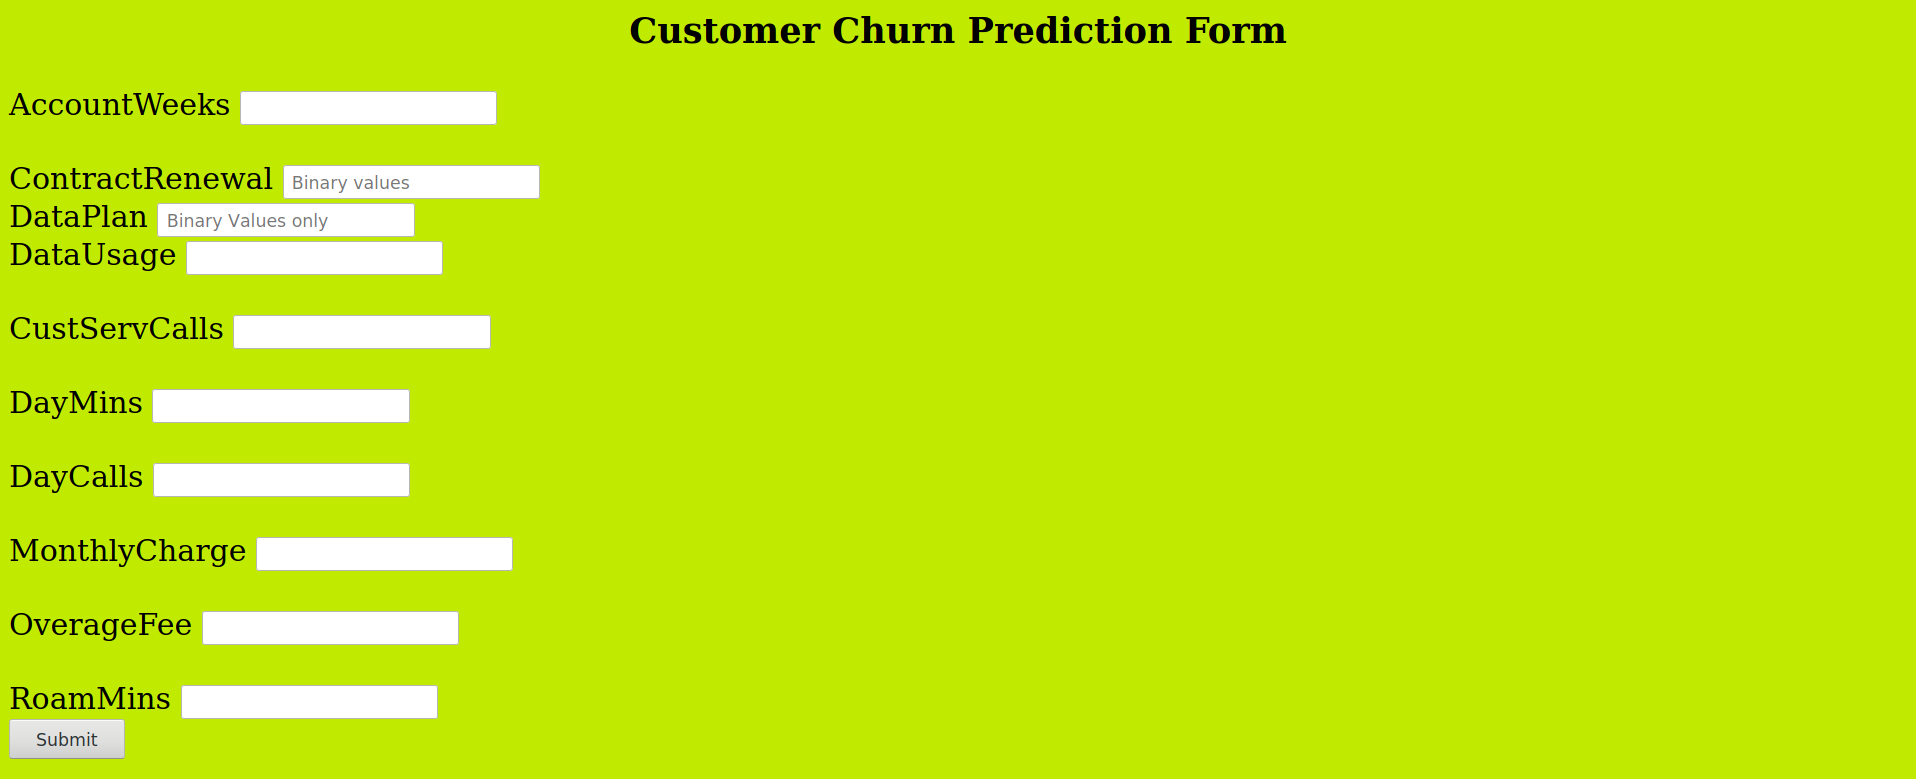 Customer Churn Prediction Form
AccountWeeks
ContractRenewal Binary values
DataPlan Binary Values only
DataUsage
CustServCalls
DayMins
DayCalls
MonthlyCharge
OverageFee
RoamMins
Submit